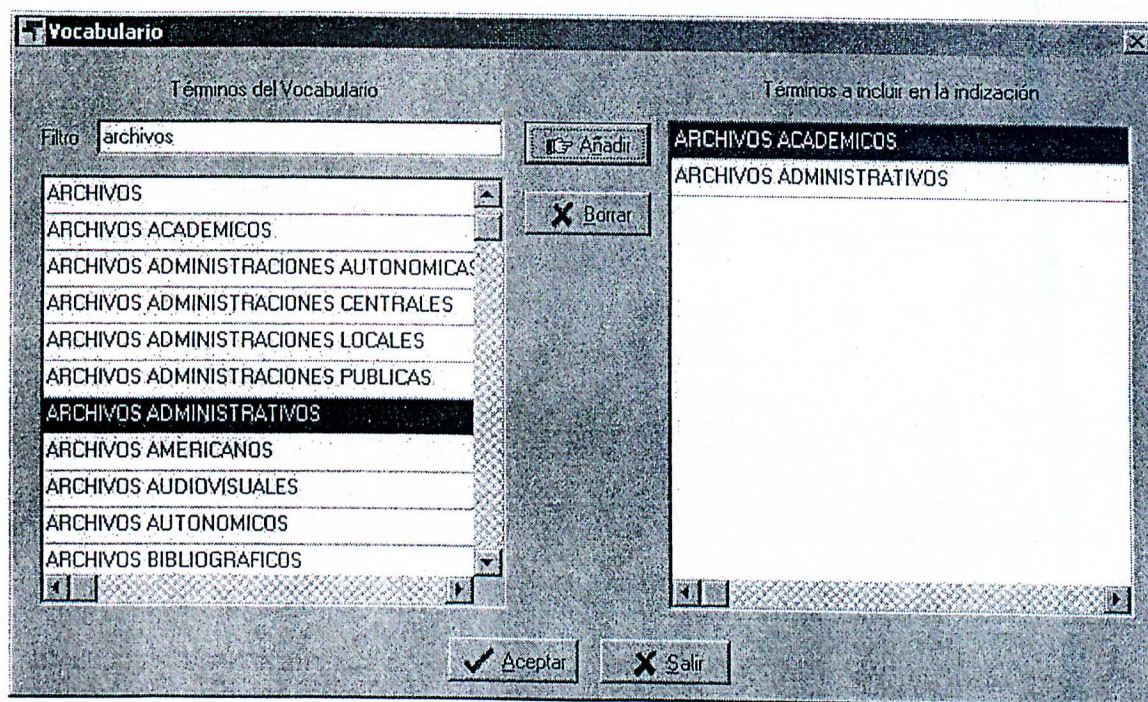 Vocabulario
Términos del Vocabulario
Filtro archivos
ARCHIVOS
ARCHIVOS ACADEMICOS
ARCHIVOS ADMINISTRACIONES AUTONOMICAS
ARCHIVOS ADMINISTRACIONES CENTRALES
ARCHIVOS ADMINISTRACIONES LOCALES
ARCHIVOS ADMINISTRACIONES PUBLICAS
ARCHIVOS ADMINISTRATIVOS
ARCHIVOS AMERICANOS
ARCHIVOS AUDIOVISUALES
ARCHIVOS AUTONOMICOS
ARCHIVOS BIBLIOGRAFICOS
Añadir
Borrar
Términos a incluir en la indización
ARCHIVOS ACADEMICOS
ARCHIVOS ADMINISTRATIVOS
Aceptar
Salir